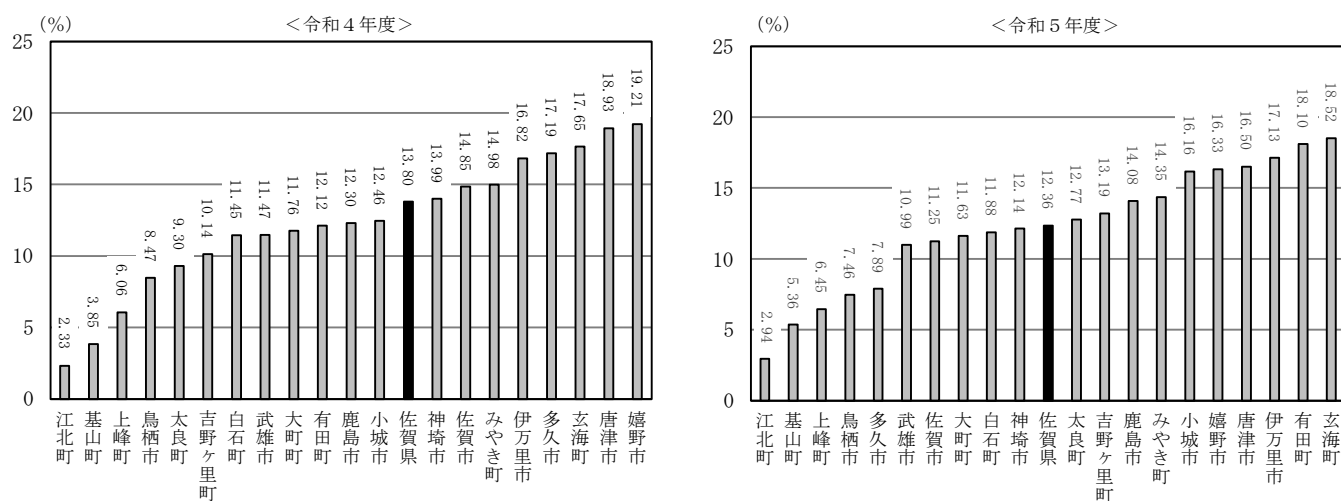 (%)
＜令和４年度＞
25
20
15
10
5
0
2.33
3.85
6.06
8.47
9.30
10.14
11.45
11.47
11.76
12.12
12.30
12.46
13.80
13.99
14.85
14.98
16.82
17.19
17.65
18.93
19.21
江北町
基山町
上峰町
鳥栖市
太良町
吉野ヶ里町
白石町
武雄市
大町町
有田町
鹿島市
小城市
佐賀県
神埼市
佐賀市
みやき町
伊万里市
多久市
玄海町
唐津市
嬉野市
(%)
＜令和５年度＞
25
20
15
10
5
0
2.94
5.36
6.45
7.46
7.89
10.99
11.25
11.63
11.88
12.14
12.36
12.77
13.19
14.08
14.35
16.16
16.33
16.50
17.13
18.10
18.52
江北町
基山町
上峰町
鳥栖市
多久市
武雄市
佐賀市
大町町
白石町
神埼市
佐賀県
太良町
吉野ヶ里町
鹿島市
みやき町
小城市
嬉野市
唐津市
伊万里市
有田町
玄海町